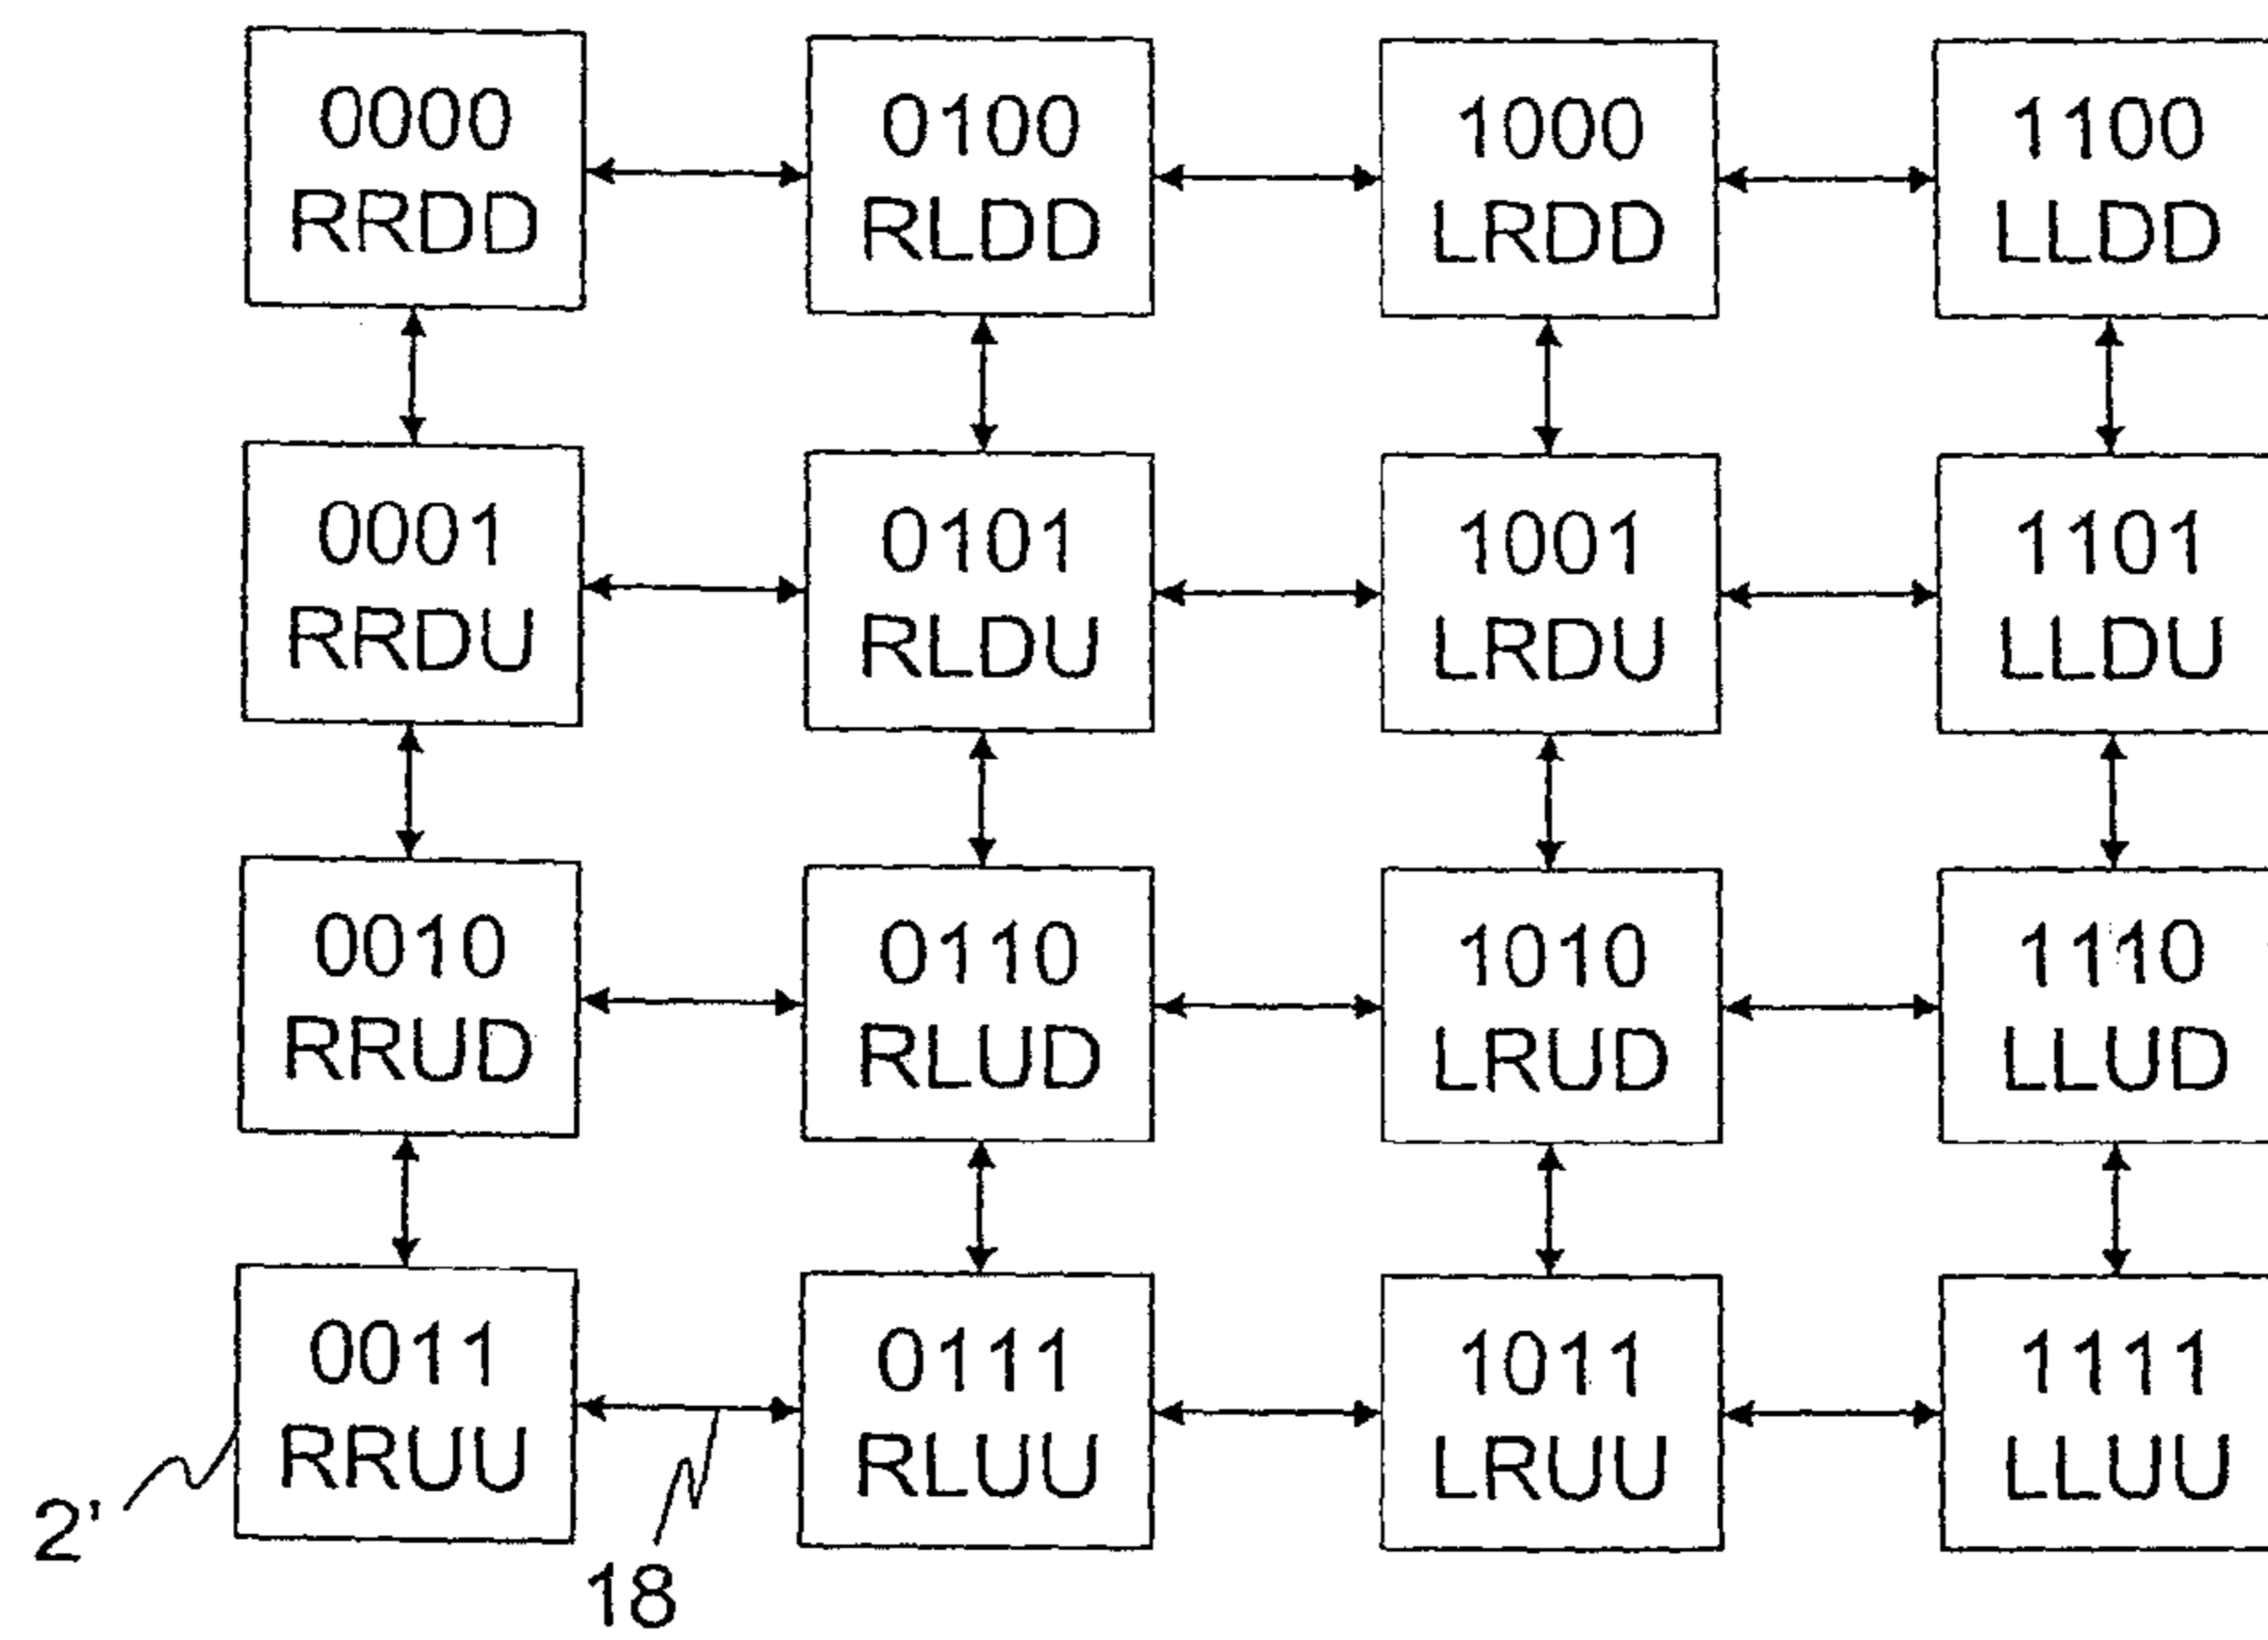 0000 0100 1000 1100
RRDD RLDD LRDD LLDD
0001 0101 1001 1101
RRDU RLDU LRDU LLDU
0010 0110 1010 1110
RRUD RLUD LRUD LLUD
0011 0111 1011 1111
RRUU RLUU LRUU LLUU
2'
18